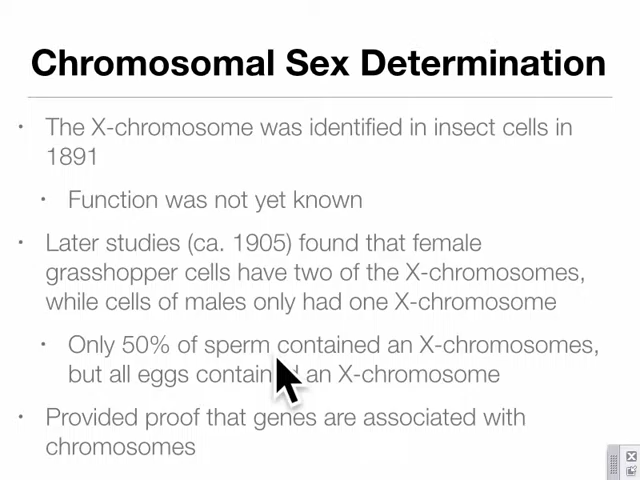 Chromosomal Sex Determination
• The X-chromosome was identified in insect cells in
1891
• Function was not yet known
• Later studies (ca. 1905) found that female
grasshopper cells have two of the X-chromosomes,
while cells of males only had one X-chromosome
• Only 50% of sperm contained an X-chromosomes,
but all eggs contained an X-chromosome
• Provided proof that genes are associated with
chromosomes